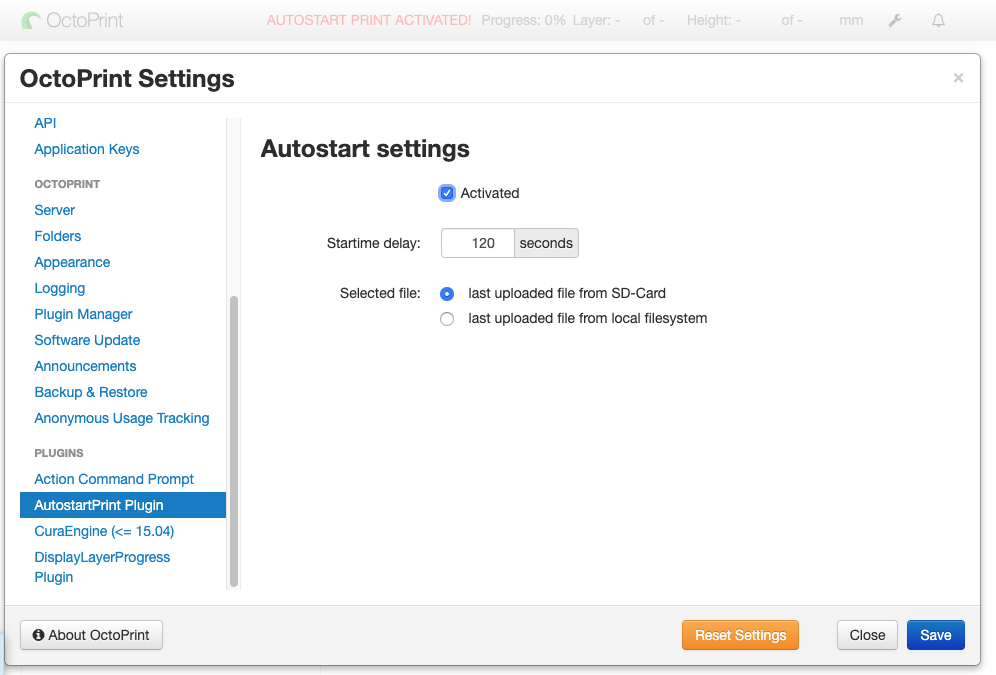 OctoPrint
AUTOSTART PRINT ACTIVATED! Progress: 0% Layer: - of - Height: - of - mm
OctoPrint Settings
×
API
Application Keys
OCTOPRINT
Server
Folders
Appearance
Logging
Plugin Manager
Software Update
Announcements
Backup & Restore
Anonymous Usage Tracking
PLUGINS
Action Command Prompt
AutostartPrint Plugin
CuraEngine (<= 15.04)
DisplayLayerProgress
Plugin
Autostart settings
Activated
Startime delay: 120 seconds
Selected file: last uploaded file from SD-Card
last uploaded file from local filesystem
About OctoPrint
Reset Settings
Close
Save